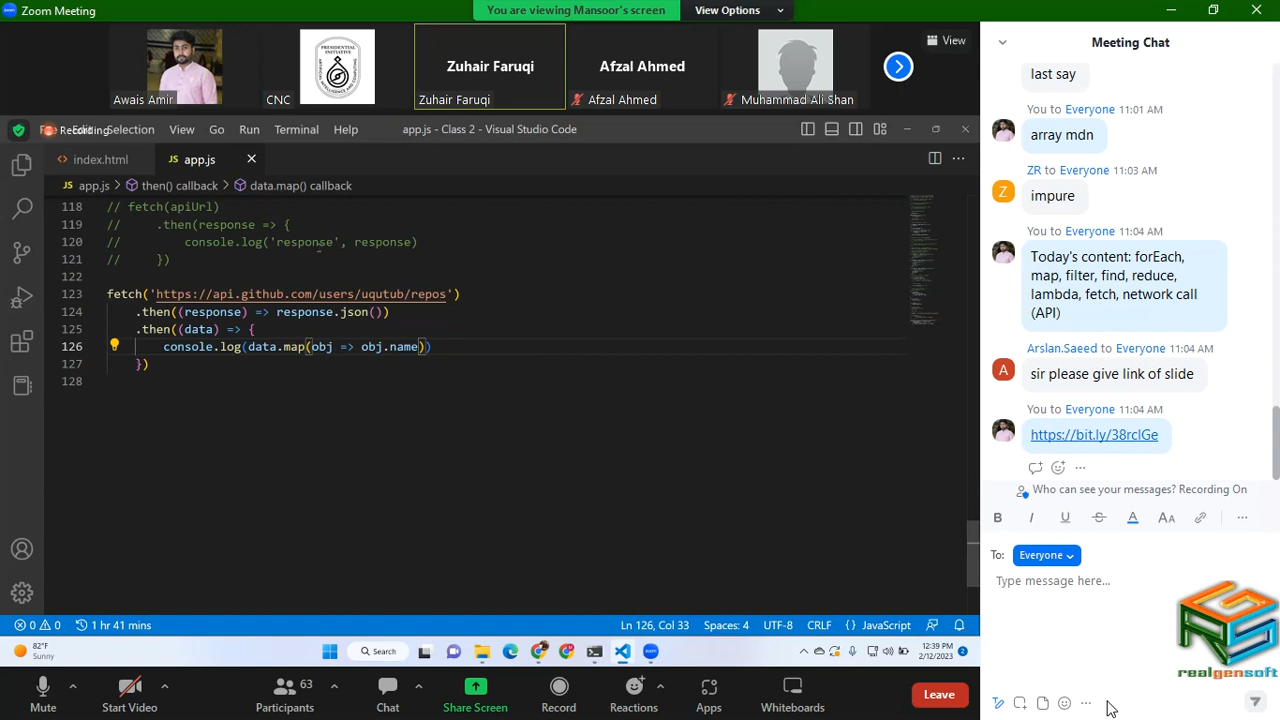 Zoom Meeting
You are viewing Mansoor's screen
View Options
Awais Amir
PRESIDENTIAL
INITIATIVE
CNC
Zuhair Faruqi
Zuhair Faruqi
Afzal Ahmed
Afzal Ahmed
Muhammad Ali Shan
View
Recording
Selection
View
Go
Run
Terminal
Help
app.js - Class 2 - Visual Studio Code
index.html
JS app.js
JS app.js > then() callback > data.map() callback
118 // fetch(apiUrl)
119 // .then(response => {
120 // console.log('response', response)
121 // })
122
123 fetch('https://api.github.com/users/uqutub/repos')
124 .then((response) => response.json())
125 .then((data) => {
126 console.log(data.map(obj => obj.name))
127 })
128
0 0 1 hr 41 mins
Ln 126, Col 33 Spaces: 4 UTF-8 CRLF {} JavaScript
82°F
Sunny
Search
12:39 PM
2/12/2023
2
Mute
Start Video
63
Participants
Chat
Share Screen
Record
Reactions
Apps
Whiteboards
Leave
Meeting Chat
last say
You to Everyone 11:01 AM
array mdn
ZR to Everyone 11:03 AM
Z
impure
You to Everyone 11:04 AM
Today's content: forEach,
map, filter, find, reduce,
lambda, fetch, network call
(API)
Arslan.Saeed to Everyone 11:04 AM
A
sir please give link of slide
You to Everyone 11:04 AM
https://bit.ly/38rclGe
Who can see your messages? Recording On
To: Everyone
Type message here...
realgensoft